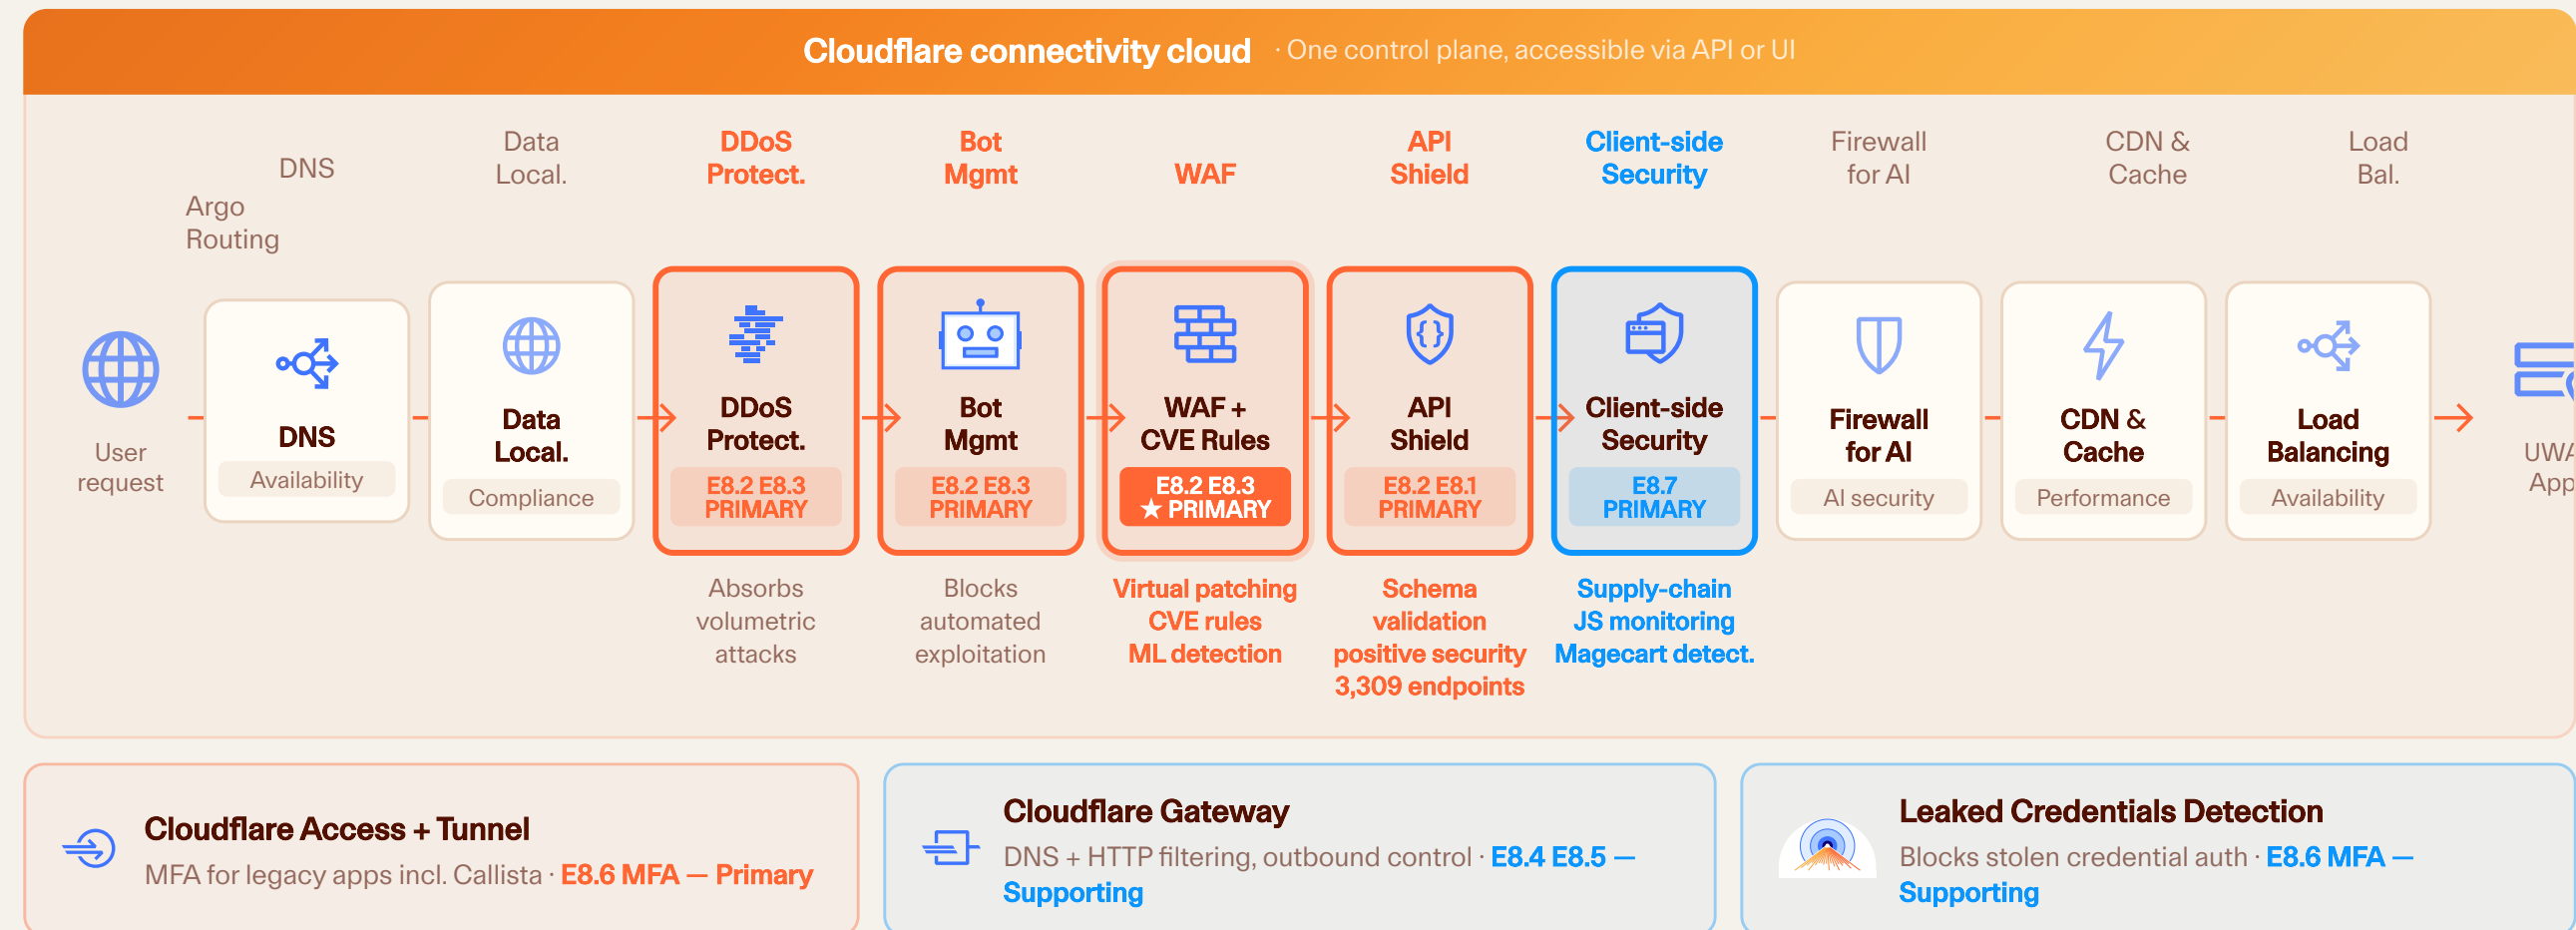 Cloudflare connectivity cloud · One control plane, accessible via API or UI
Argo
Routing
DNS
Data
Local.
DDoS
Protect.
Bot
Mgmt
WAF
API
Shield
Client-side
Security
Firewall
for AI
CDN &
Cache
Load
Bal.
User
request
DNS
Availability
Data
Local.
Compliance
DDoS
Protect.
E8.2 E8.3
PRIMARY
Absorbs
volumetric
attacks
Bot
Mgmt
E8.2 E8.3
PRIMARY
Blocks
automated
exploitation
WAF +
CVE Rules
E8.2 E8.3
★ PRIMARY
Virtual patching
CVE rules
ML detection
API
Shield
E8.2 E8.1
PRIMARY
Schema
validation
positive security
3,309 endpoints
Client-side
Security
E8.7
PRIMARY
Supply-chain
JS monitoring
Magecart detect.
Firewall
for AI
AI security
CDN &
Cache
Performance
Load
Balancing
Availability
Cloudflare Access + Tunnel
MFA for legacy apps incl. Callista · E8.6 MFA — Primary
Cloudflare Gateway
DNS + HTTP filtering, outbound control · E8.4 E8.5 —
Supporting
Leaked Credentials Detection
Blocks stolen credential auth · E8.6 MFA —
Supporting